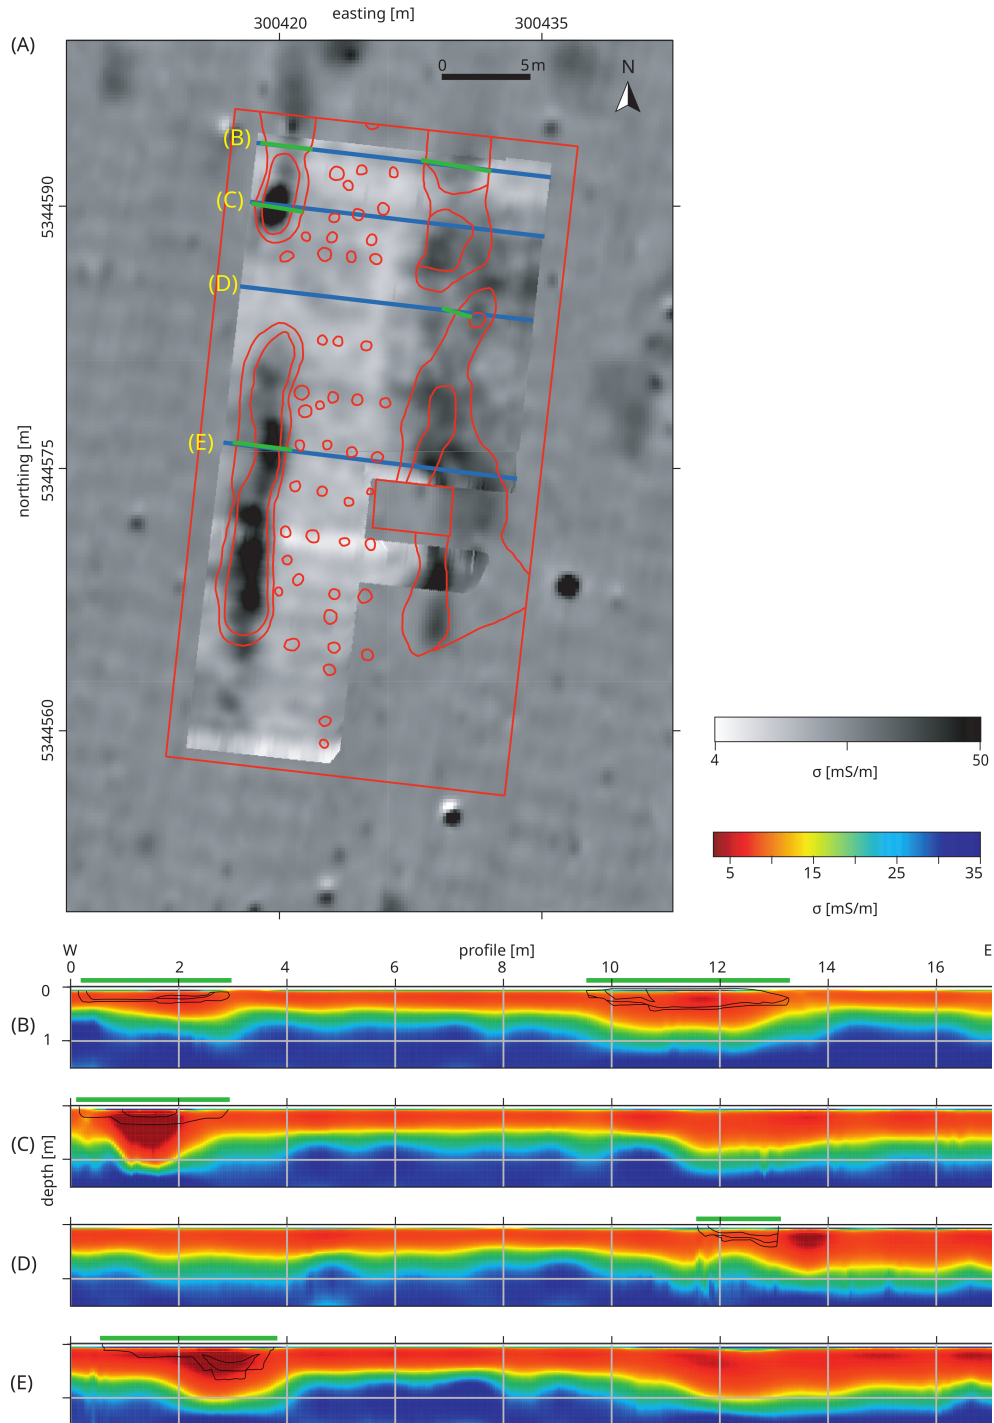 easting [m]
300420 300435
(A)
0 5m
N
(B)
(C)
(D)
(E)
5344590
5344575
5344560
northing [m]
4 50
σ [mS/m]
5 15 25 35
σ [mS/m]
W profile [m] E
0 2 4 6 8 10 12 14 16
0
(B)
1
(C)
depth [m]
(D)
(E)